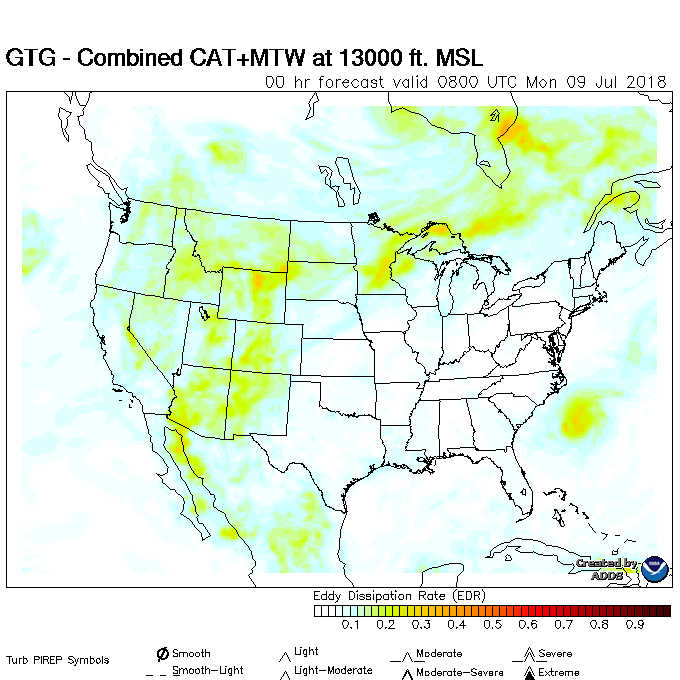 GTG - Combined CAT+MTW at 13000 ft. MSL
00 hr forecast valid 0800 UTC Mon 09 Jul 2018
Created by
ADDS
Eddy Dissipation Rate (EDR)
0.1 0.2 0.3 0.4 0.5 0.6 0.7 0.8 0.9
Turb PIREP Symbols
Smooth Light Moderate Severe
Smooth-Light Light-Moderate Moderate-Severe Extreme